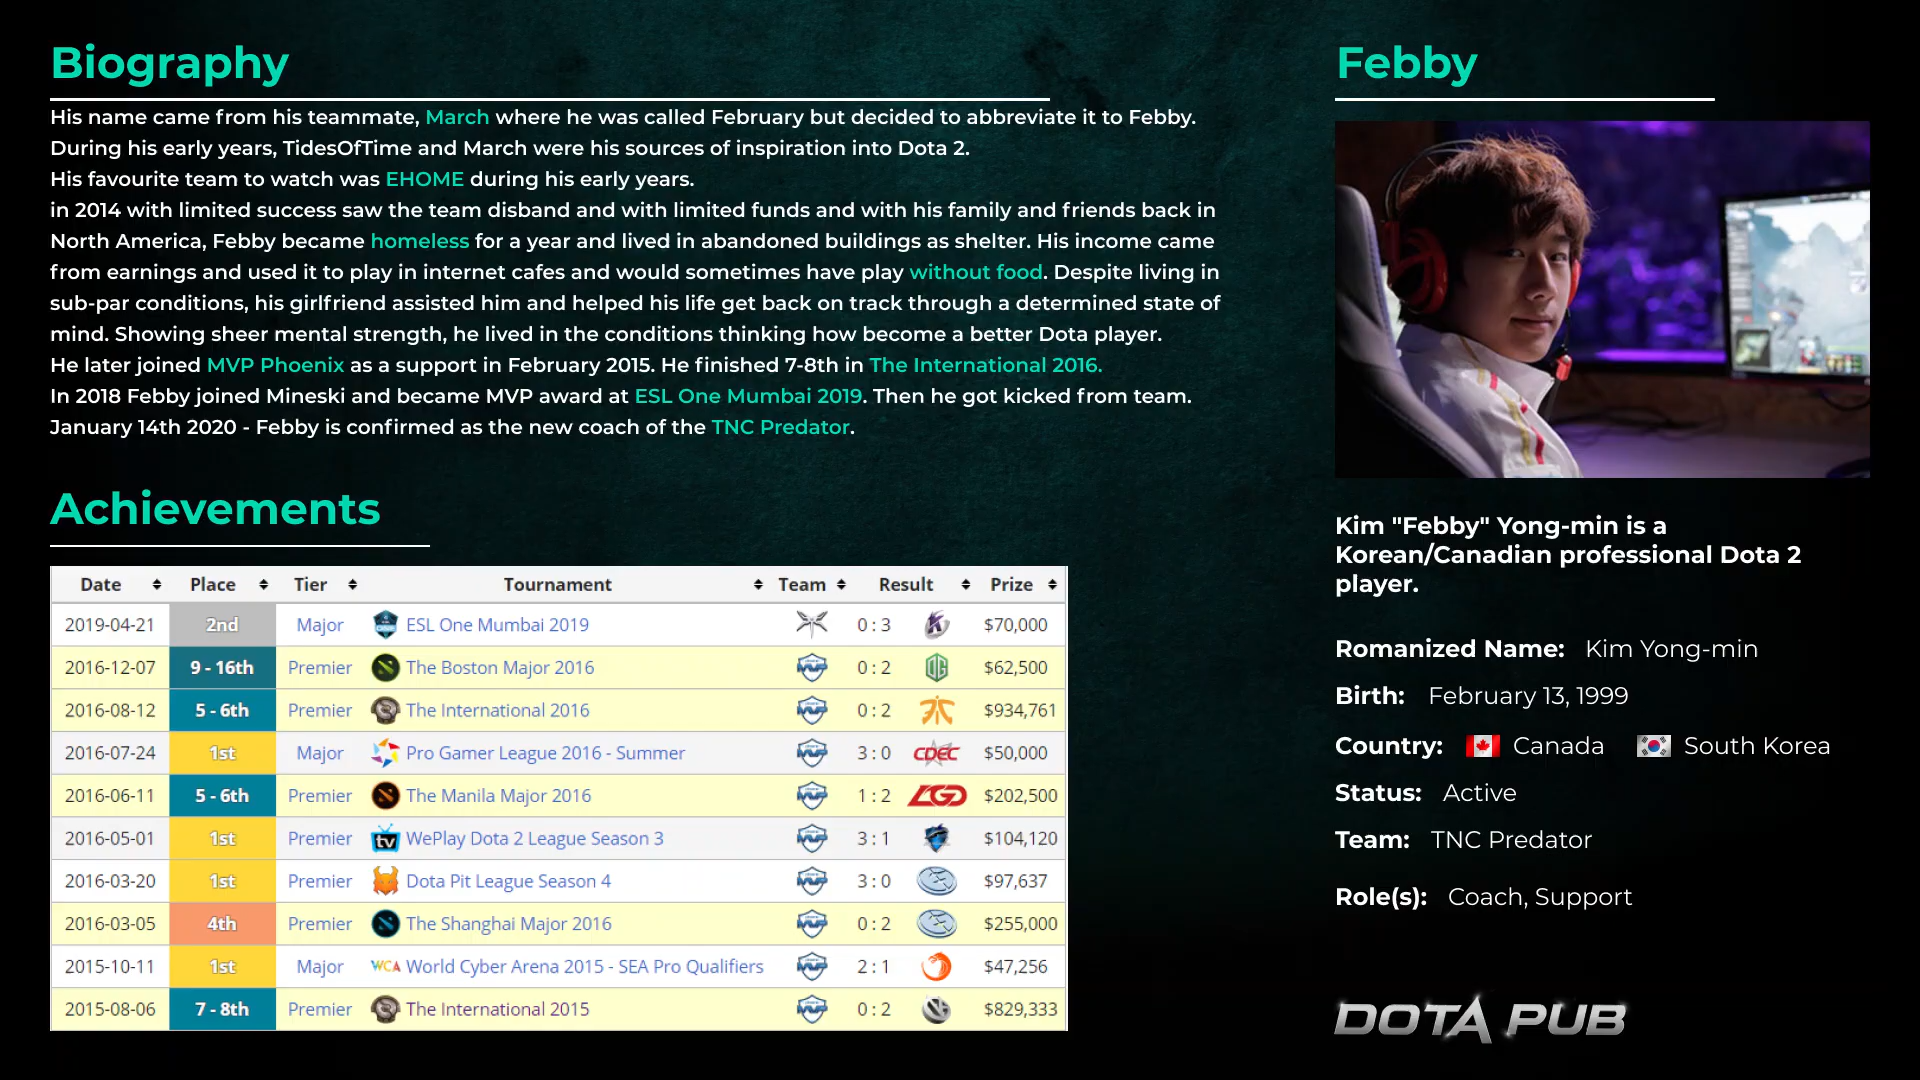 Biography
His name came from his teammate, March where he was called February but decided to abbreviate it to Febby.
During his early years, TidesOfTime and March were his sources of inspiration into Dota 2.
His favourite team to watch was EHOME during his early years.
in 2014 with limited success saw the team disband and with limited funds and with his family and friends back in
North America, Febby became homeless for a year and lived in abandoned buildings as shelter. His income came
from earnings and used it to play in internet cafes and would sometimes have play without food. Despite living in
sub-par conditions, his girlfriend assisted him and helped his life get back on track through a determined state of
mind. Showing sheer mental strength, he lived in the conditions thinking how become a better Dota player.
He later joined MVP Phoenix as a support in February 2015. He finished 7-8th in The International 2016.
In 2018 Febby joined Mineski and became MVP award at ESL One Mumbai 2019. Then he got kicked from team.
January 14th 2020 - Febby is confirmed as the new coach of the TNC Predator.
Achievements
Date Place Tier Tournament Team Result Prize
2019-04-21 2nd Major ESL One Mumbai 2019 0 : 3 $70,000
2016-12-07 9 - 16th Premier The Boston Major 2016 0 : 2 OG $62,500
2016-08-12 5 - 6th Premier The International 2016 0 : 2 $934,761
2016-07-24 1st Major Pro Gamer League 2016 - Summer 3 : 0 CDEC $50,000
2016-06-11 5 - 6th Premier The Manila Major 2016 1 : 2 LGD $202,500
2016-05-01 1st Premier tv WePlay Dota 2 League Season 3 3 : 1 $104,120
2016-03-20 1st Premier Dota Pit League Season 4 3 : 0 $97,637
2016-03-05 4th Premier The Shanghai Major 2016 0 : 2 $255,000
2015-10-11 1st Major WCA World Cyber Arena 2015 - SEA Pro Qualifiers 2 : 1 $47,256
2015-08-06 7 - 8th Premier The International 2015 0 : 2 $829,333
Febby
Kim "Febby" Yong-min is a
Korean/Canadian professional Dota 2
player.
Romanized Name: Kim Yong-min
Birth: February 13, 1999
Country: Canada South Korea
Status: Active
Team: TNC Predator
Role(s): Coach, Support
DOTA PUB